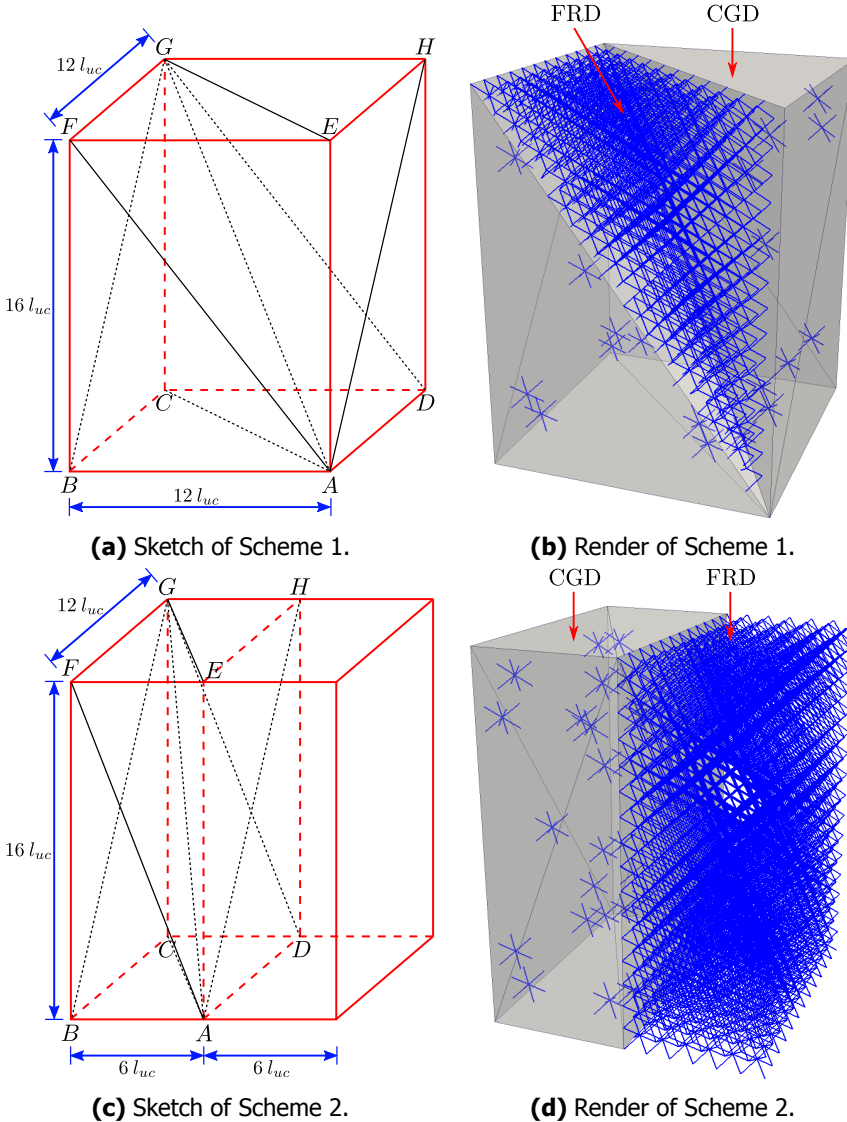 G
H
12 l_uc
F
E
16 l_uc
C
D
B
A
12 l_uc
(a) Sketch of Scheme 1.
FRD
CGD
(b) Render of Scheme 1.
G
H
12 l_uc
F
E
16 l_uc
C
D
B
A
6 l_uc
6 l_uc
(c) Sketch of Scheme 2.
CGD
FRD
(d) Render of Scheme 2.